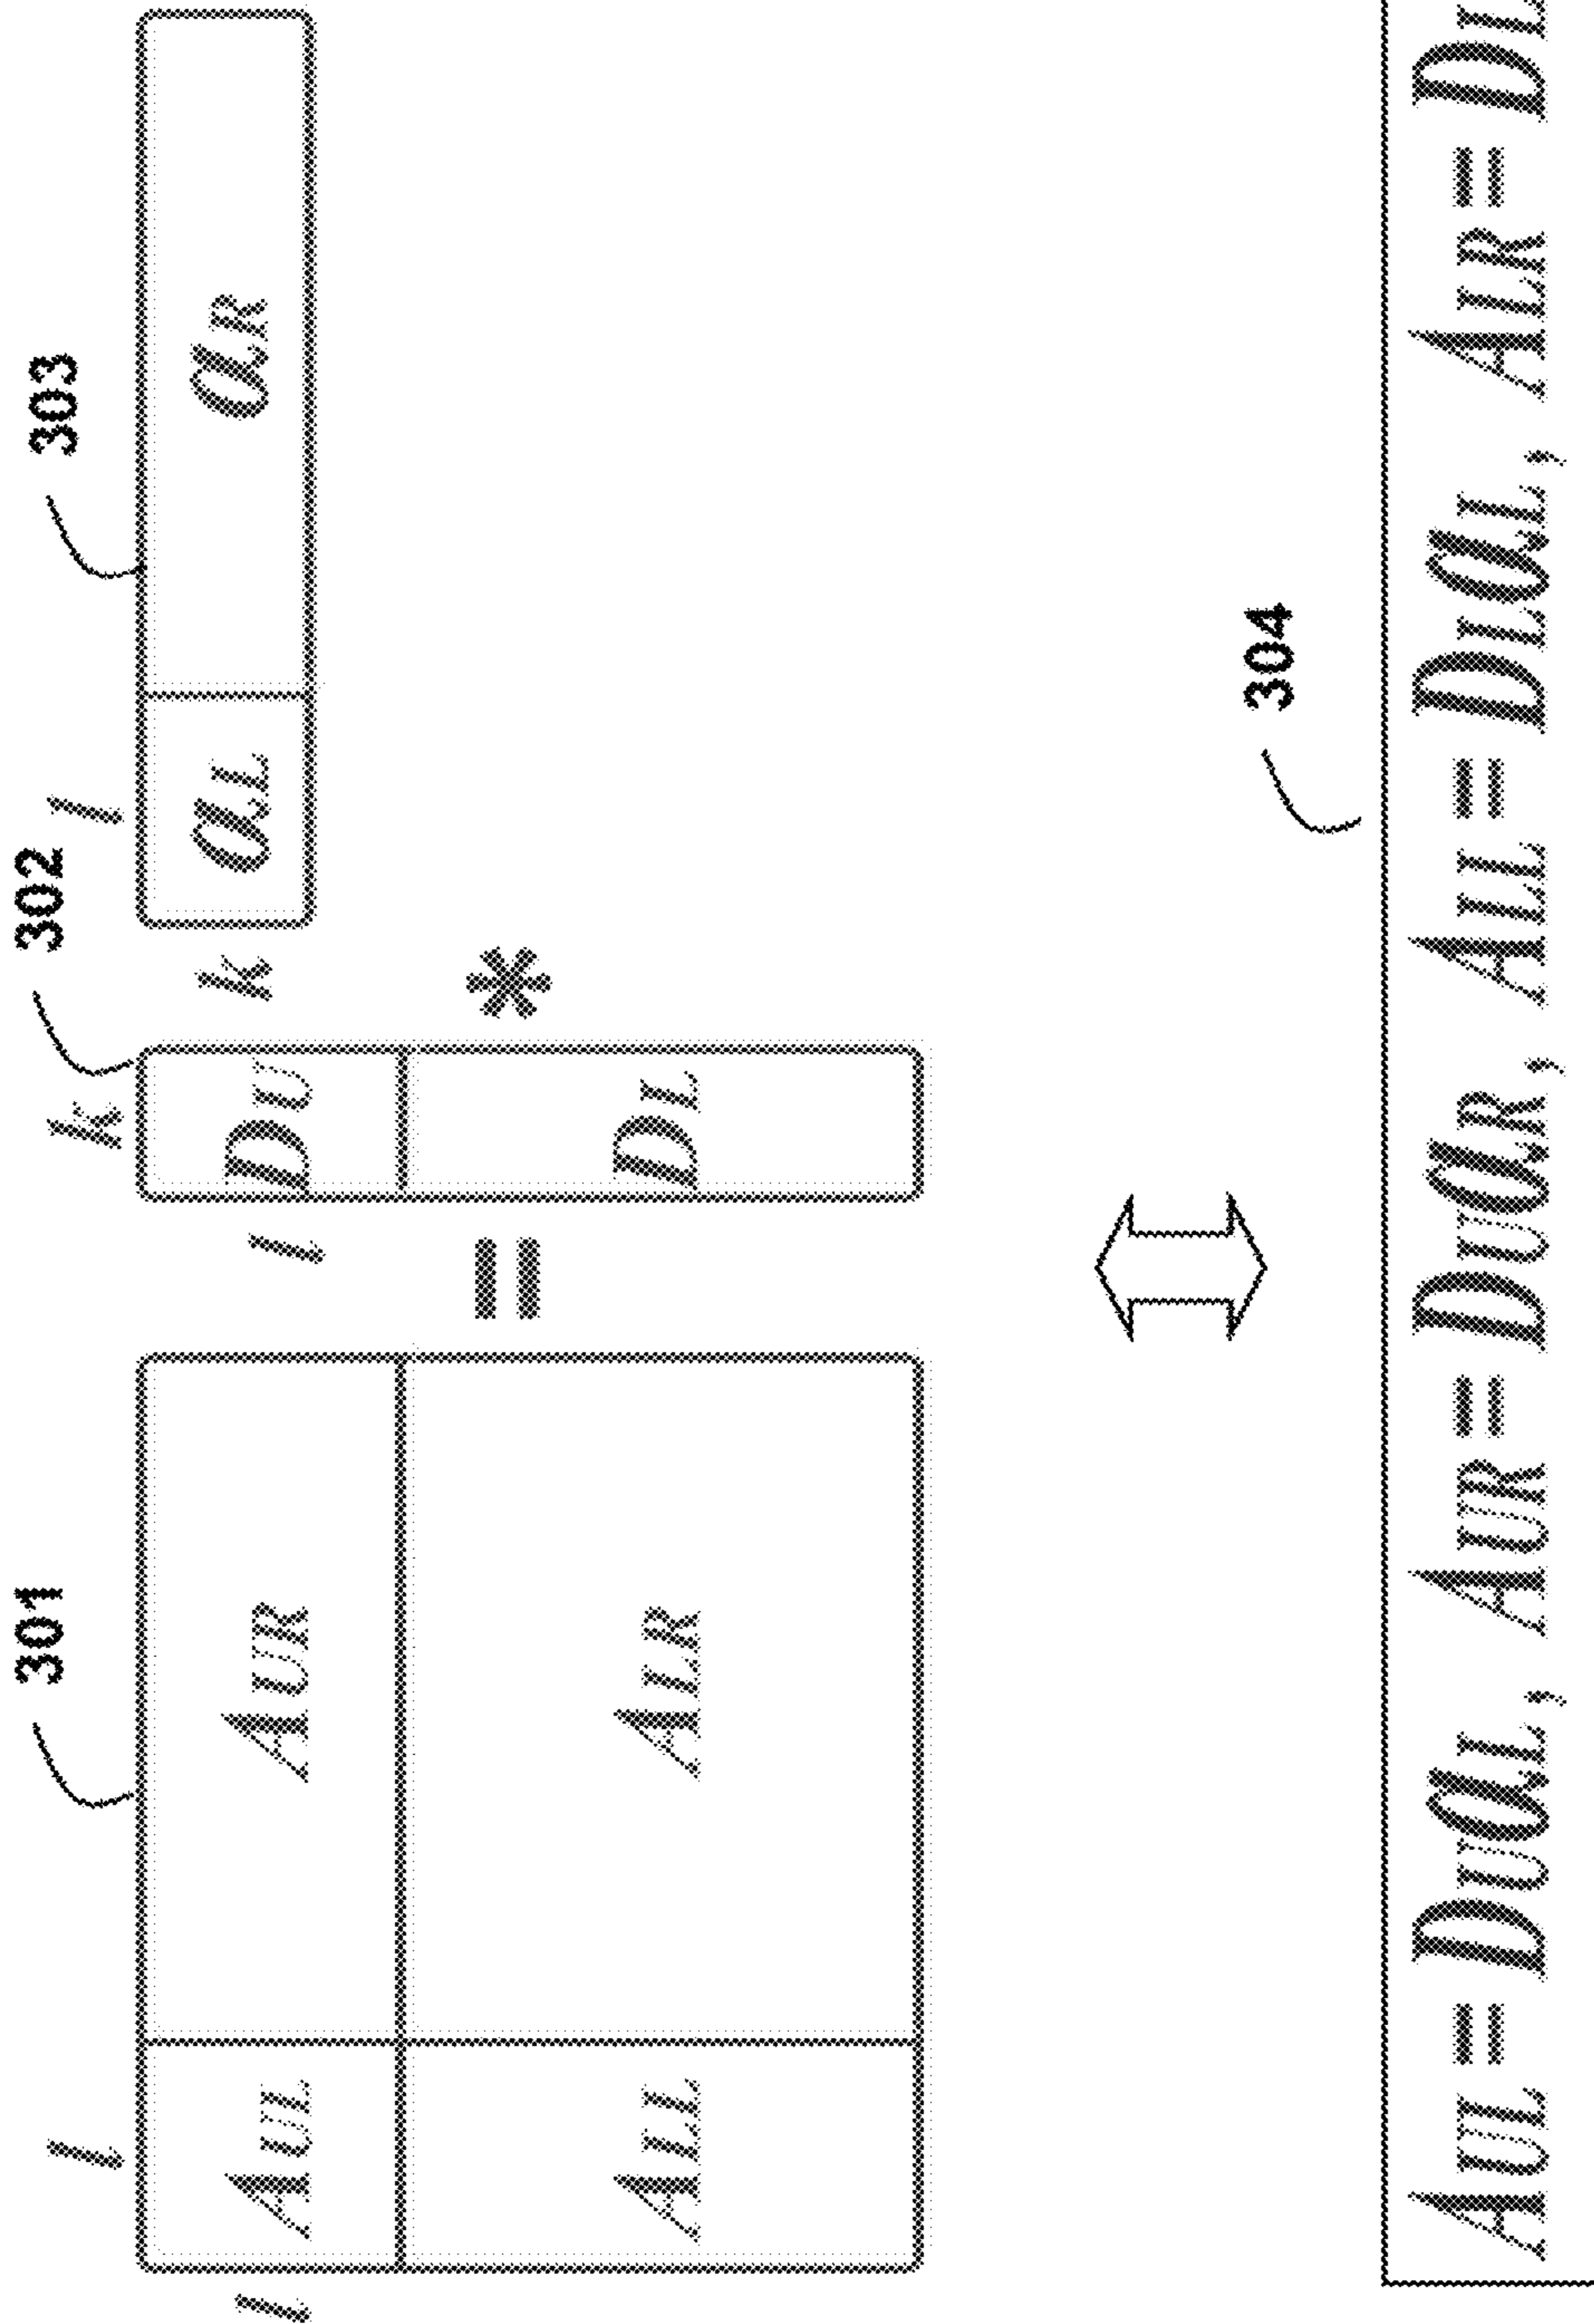 301 302 303
l k l
l AUL AUR l DU k αL αR
= *
ALL ALR DL
304
AUL = DUαL, AUR = DUαR, ALL = DLαL, ALR = DL